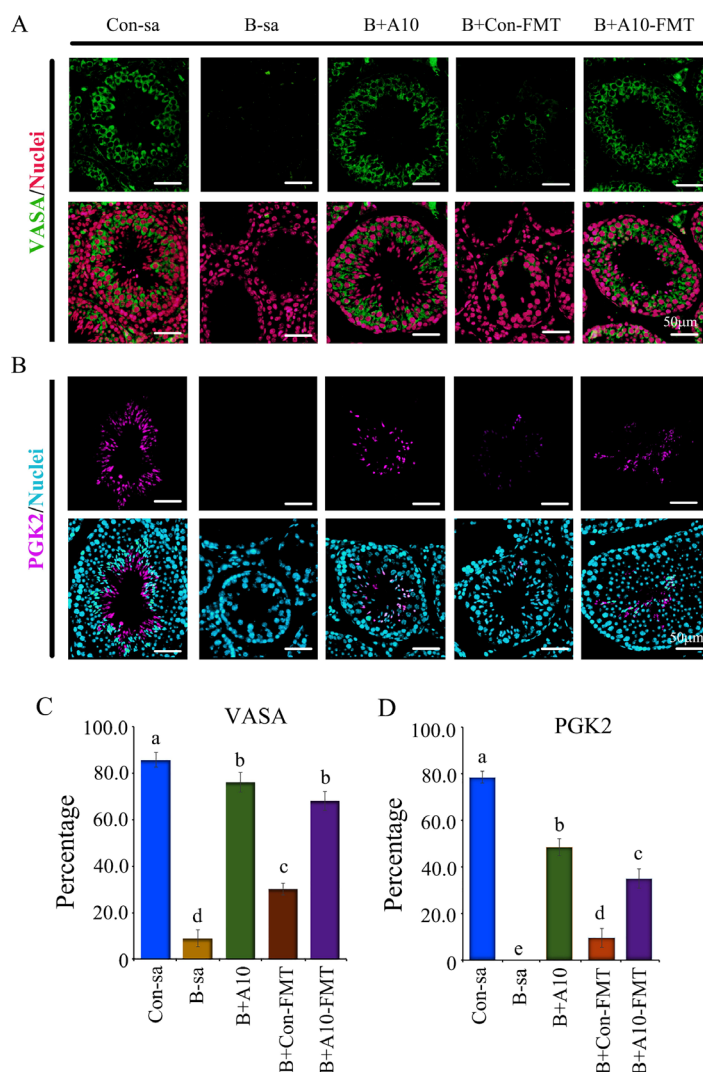 A
Con-sa B-sa B+A10 B+Con-FMT B+A10-FMT
VASA/Nuclei
50μm
B
PGK2/Nuclei
50μm
C
VASA
Percentage
100.0
80.0
60.0
40.0
20.0
0
a
d
b
c
b
Con-sa
B-sa
B+A10
B+Con-FMT
B+A10-FMT
D
PGK2
Percentage
100.0
80.0
60.0
40.0
20.0
0
a
e
b
d
c
Con-sa
B-sa
B+A10
B+Con-FMT
B+A10-FMT